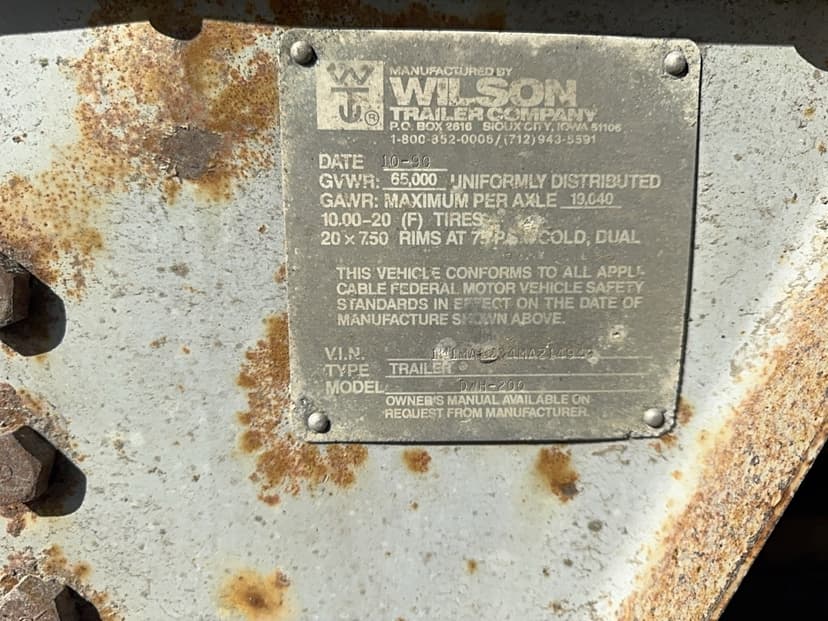 MANUFACTURED BY
WILSON
TRAILER COMPANY
P.O. BOX 2616 SIOUX CITY, IOWA 51106
1-800-352-0006/(712)943-5591
DATE 10-90
GVWR: 65,000 UNIFORMLY DISTRIBUTED
GAWR: MAXIMUM PER AXLE 19,040
10.00-20 (F) TIRES
20 x 7.50 RIMS AT COLD, DUAL
THIS VEHICLE CONFORMS TO ALL APPLI-
CABLE FEDERAL MOTOR VEHICLE SAFETY
STANDARDS IN EFFECT ON THE DATE OF
MANUFACTURE SHOWN ABOVE.
V.I.N.
TYPE TRAILER
MODEL
OWNER'S MANUAL AVAILABLE ON
REQUEST FROM MANUFACTURER.